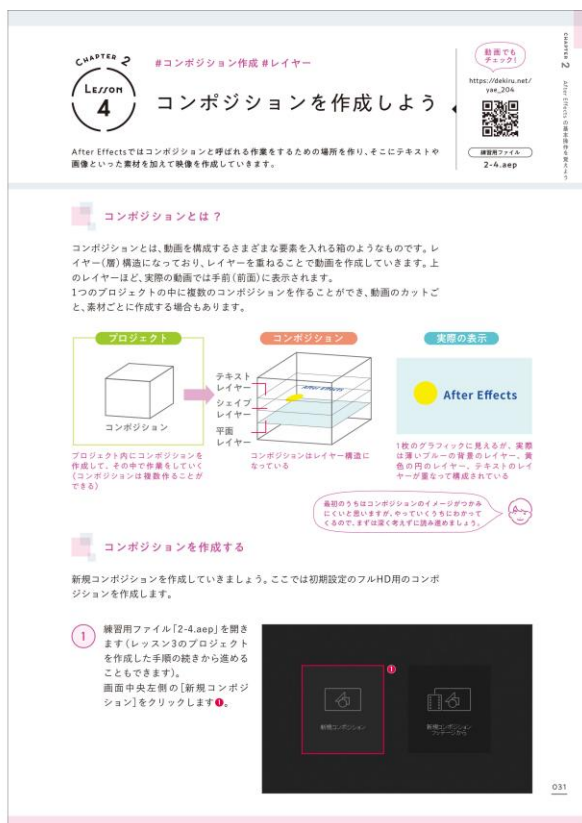 CHAPTER 2
LESSON
4
#コンポジション作成 #レイヤー
コンポジションを作成しよう
After Effectsではコンポジションと呼ばれる作業をするための場所を作り、そこにテキストや
画像といった素材を加えて映像を作成していきます。
動画でも
チェック!
https://dekiru.net/
yae_204
練習用ファイル
2-4.aep
CHAPTER 2 After Effectsの基本操作を覚えよう
コンポジションとは?
コンポジションとは、動画を構成するさまざまな要素を入れる箱のようなものです。レ
イヤー(層)構造になっており、レイヤーを重ねることで動画を作成していきます。上
のレイヤーほど、実際の動画では手前(前面)に表示されます。
1つのプロジェクトの中に複数のコンポジションを作ることができ、動画のカットご
と、素材ごとに作成する場合もあります。
プロジェクト
コンポジション
プロジェクト内にコンポジションを
作成して、その中で作業をしていく
(コンポジションは複数作ることが
できる)
コンポジション
テキスト
レイヤー
シェイプ
レイヤー
平面
レイヤー
After Effects
コンポジションはレイヤー構造に
なっている
実際の表示
After Effects
1枚のグラフィックに見えるが、実際
は薄いブルーの背景のレイヤー、黄
色の円のレイヤー、テキストのレイ
ヤーが重なって構成されている
最初のうちはコンポジションのイメージがつかみ
にくいと思いますが、やっていくうちにわかって
くるので、まずは深く考えずに読み進めましょう。
コンポジションを作成する
新規コンポジションを作成していきましょう。ここでは初期設定のフルHD用のコンポ
ジションを作成します。
1
練習用ファイル「2-4.aep」を開き
ます(レッスン3のプロジェクト
を作成した手順の続きから進める
こともできます)。
画面中央左側の[新規コンポジ
ション]をクリックします❶。
❶
新規コンポジション
新規コンポジション
フッテージから
031